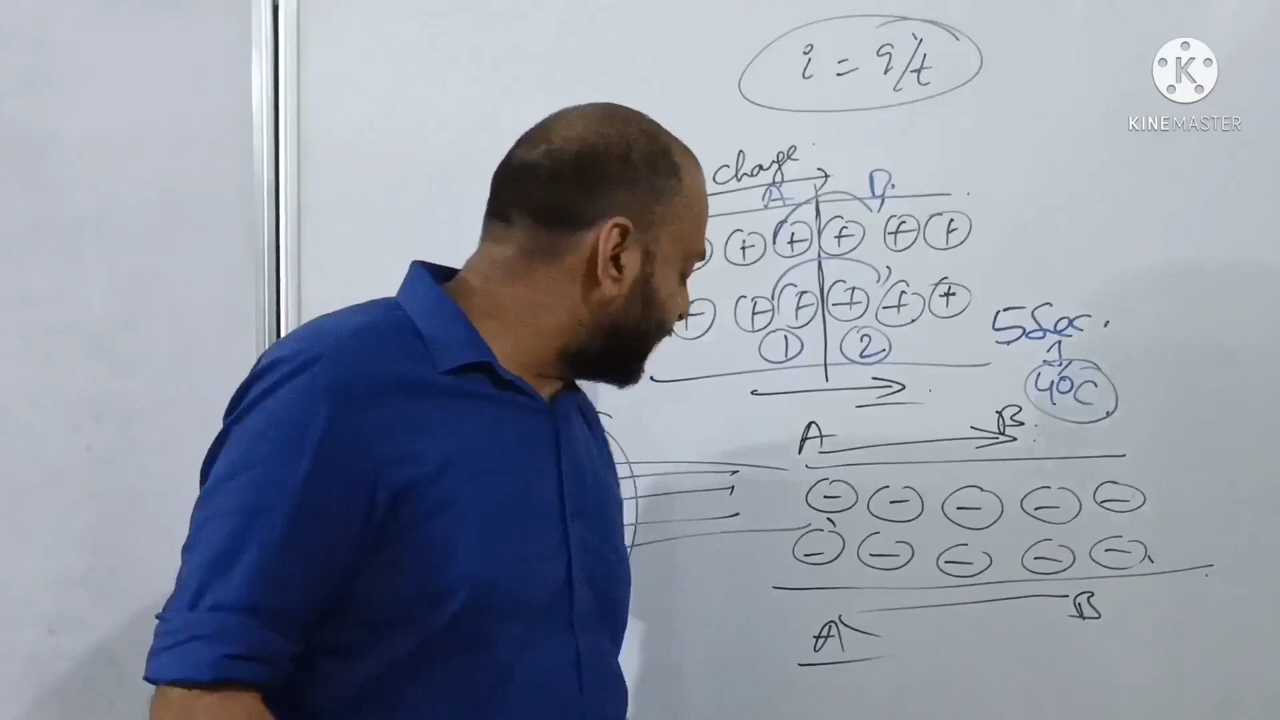 i = q/t
K
KINEMASTER
charge
A B
+ + + + +
+ + + + + +
1 2
5 Sec.
40C
A B
- - - - -
- - - - -
A B